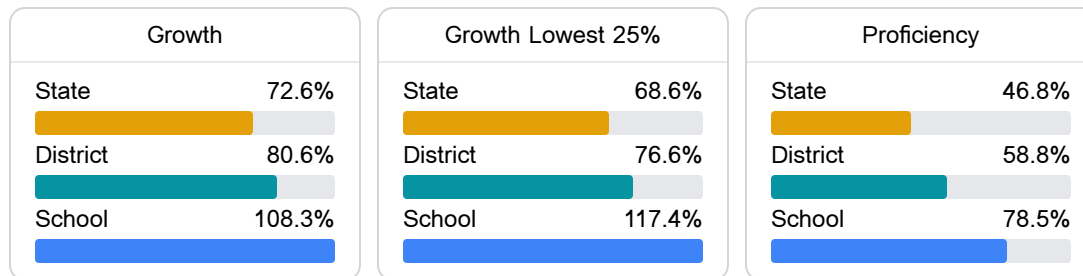 Growth
State 72.6%
District 80.6%
School 108.3%
Growth Lowest 25%
State 68.6%
District 76.6%
School 117.4%
Proficiency
State 46.8%
District 58.8%
School 78.5%